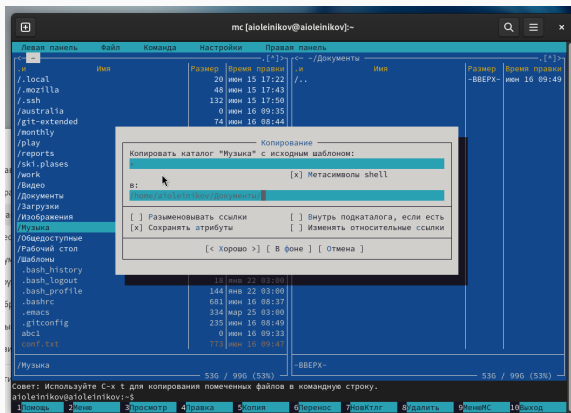 mc [aioleinikov@aioleinikov]:~
Левая панель Файл Команда Настройки Правая панель
<— ~ —.[^]> <— ~/Документы —.[^]>
.и Имя Размер Время правки .и Имя Размер Время правки
/.local 20 июн 15 17:22 /.. -ВВЕРХ- июн 16 09:49
/.mozilla 48 июн 15 17:43
/.ssh 132 июн 15 17:50
/australia 0 июн 16 09:35
/git-extended 74 июн 16 08:44
/monthly
/play
/reports
/ski.plases
/work
/Видео
/Документы
/Загрузки
/Изображения
/Музыка
/Общедоступные
/Рабочий стол
/Шаблоны
Копирование
Копировать каталог "Музыка" с исходным шаблоном:
*
[x] Метасимволы shell
в:
/home/aioleinikov/Документы/
[ ] Разыменовывать ссылки [ ] Внутрь подкаталога, если есть
[x] Сохранять атрибуты [ ] Изменять относительные ссылки
[< Хорошо >] [ В фоне ] [ Отмена ]
.bash_history
.bash_logout 18 янв 22 03:00
.bash_profile 144 янв 22 03:00
.bashrc 681 июн 16 08:37
.emacs 334 мар 25 03:00
.gitconfig 235 июн 16 08:49
abc1 0 июн 16 09:33
conf.txt 773 июн 16 09:47
/Музыка -ВВЕРХ-
53G / 99G (53%) 53G / 99G (53%)
Совет: Используйте C-x t для копирования помеченных файлов в командную строку.
aioleinikov@aioleinikov:~$
1Помощь 2Меню 3Просмотр 4Правка 5Копия 6Перенос 7НовКтлг 8Удалить 9МенюMC 10Выход